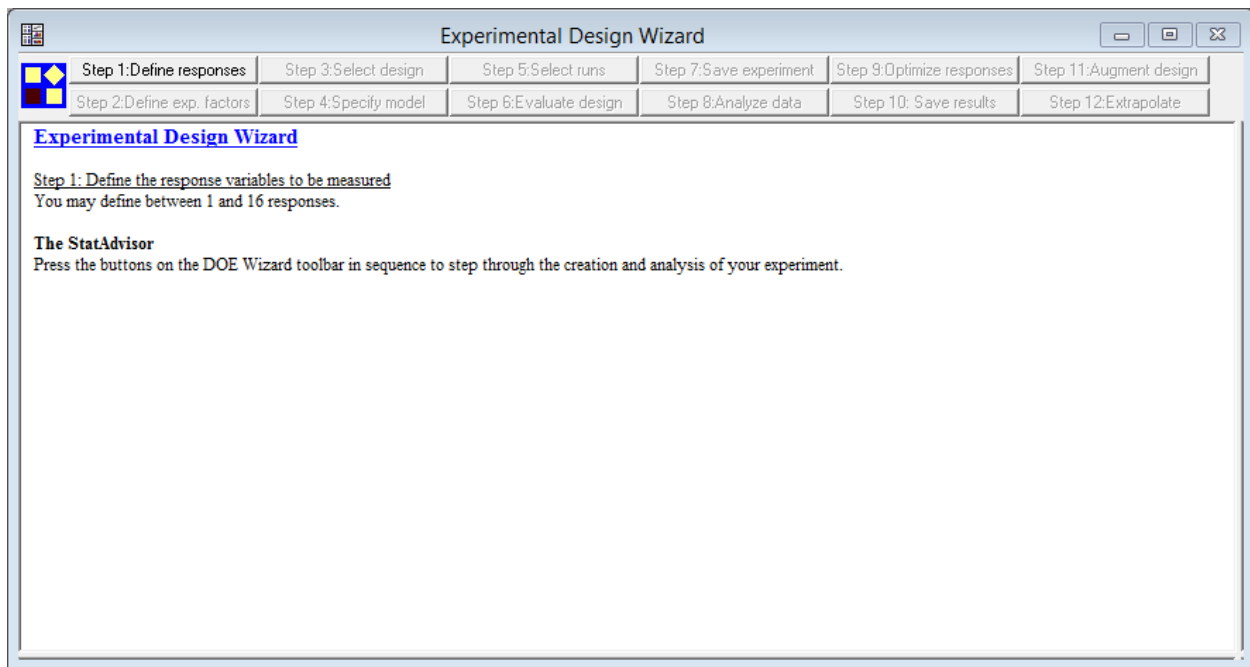 Experimental Design Wizard
Step 1:Define responses
Step 3:Select design
Step 5:Select runs
Step 7:Save experiment
Step 9:Optimize responses
Step 11:Augment design
Step 2:Define exp. factors
Step 4:Specify model
Step 6:Evaluate design
Step 8:Analyze data
Step 10: Save results
Step 12:Extrapolate
Experimental Design Wizard
Step 1: Define the response variables to be measured
You may define between 1 and 16 responses.
The StatAdvisor
Press the buttons on the DOE Wizard toolbar in sequence to step through the creation and analysis of your experiment.